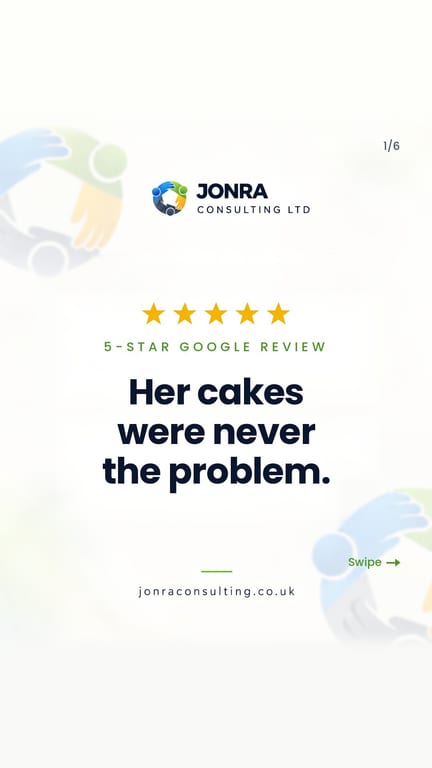 1/6
JONRA
CONSULTING LTD
5-STAR GOOGLE REVIEW
Her cakes
were never
the problem.
Swipe →
jonraconsulting.co.uk